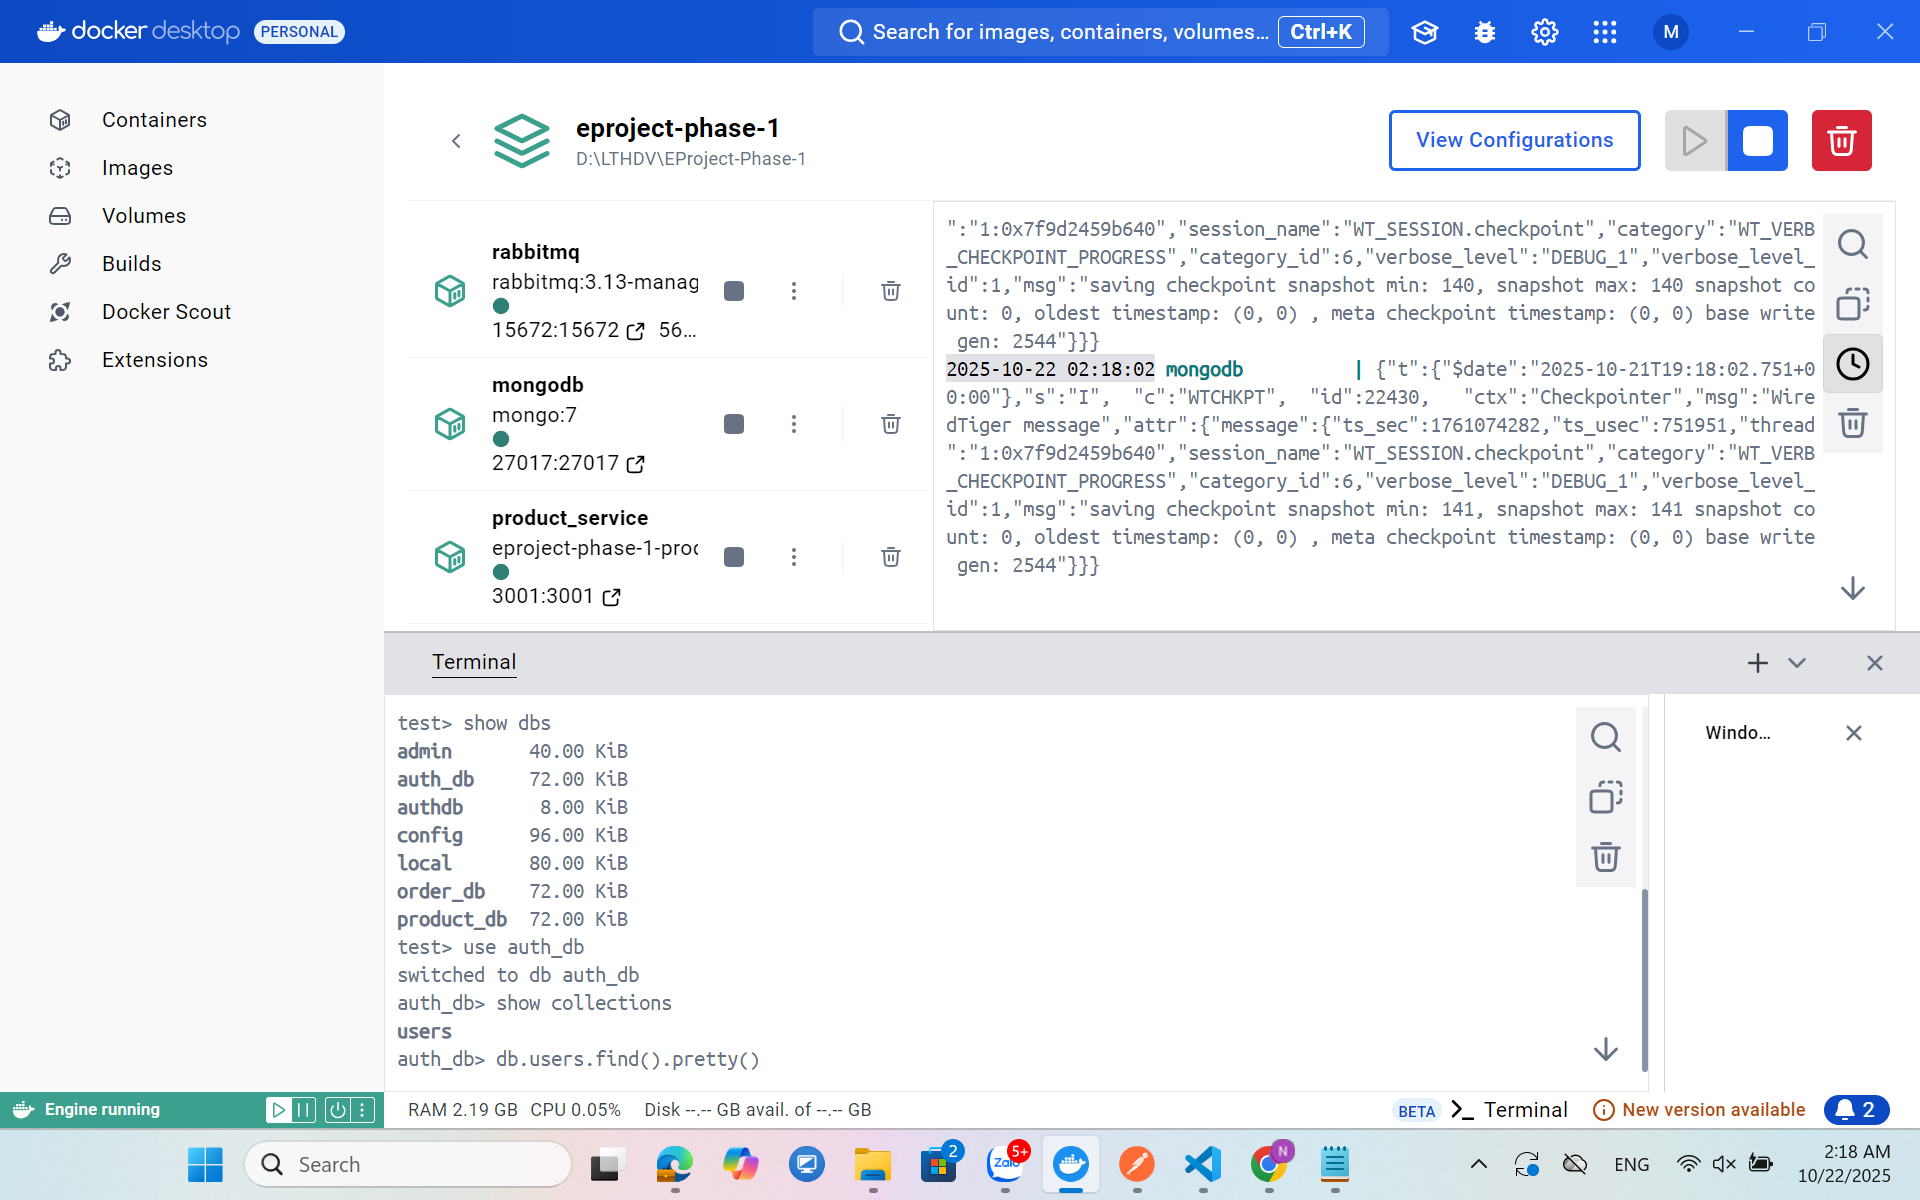 docker desktop PERSONAL
Search for images, containers, volumes... Ctrl+K
M
Containers
Images
Volumes
Builds
Docker Scout
Extensions
eproject-phase-1
D:\LTHDV\EProject-Phase-1
View Configurations
rabbitmq
rabbitmq:3.13-manag
15672:15672 56...
mongodb
mongo:7
27017:27017
product_service
eproject-phase-1-proc
3001:3001
":"1:0x7f9d2459b640","session_name":"WT_SESSION.checkpoint","category":"WT_VERB
_CHECKPOINT_PROGRESS","category_id":6,"verbose_level":"DEBUG_1","verbose_level_
id":1,"msg":"saving checkpoint snapshot min: 140, snapshot max: 140 snapshot co
unt: 0, oldest timestamp: (0, 0) , meta checkpoint timestamp: (0, 0) base write
gen: 2544"}}}
2025-10-22 02:18:02 mongodb | {"t":{"$date":"2025-10-21T19:18:02.751+0
0:00"},"s":"I", "c":"WTCHKPT", "id":22430, "ctx":"Checkpointer","msg":"Wire
dTiger message","attr":{"message":{"ts_sec":1761074282,"ts_usec":751951,"thread
":"1:0x7f9d2459b640","session_name":"WT_SESSION.checkpoint","category":"WT_VERB
_CHECKPOINT_PROGRESS","category_id":6,"verbose_level":"DEBUG_1","verbose_level_
id":1,"msg":"saving checkpoint snapshot min: 141, snapshot max: 141 snapshot co
unt: 0, oldest timestamp: (0, 0) , meta checkpoint timestamp: (0, 0) base write
gen: 2544"}}}
Terminal
test> show dbs
admin 40.00 KiB
auth_db 72.00 KiB
authdb 8.00 KiB
config 96.00 KiB
local 80.00 KiB
order_db 72.00 KiB
product_db 72.00 KiB
test> use auth_db
switched to db auth_db
auth_db> show collections
users
auth_db> db.users.find().pretty()
Windo...
Engine running
RAM 2.19 GB CPU 0.05% Disk --.-- GB avail. of --.-- GB
BETA Terminal New version available 2
Search
2
Zalo 5+
N
ENG
2:18 AM
10/22/2025